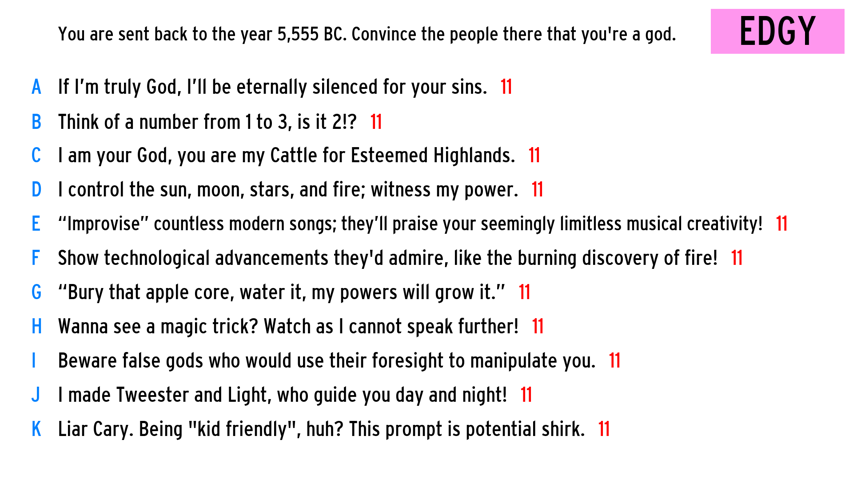 You are sent back to the year 5,555 BC. Convince the people there that you're a god.
EDGY
A If I'm truly God, I'll be eternally silenced for your sins. 11
B Think of a number from 1 to 3, is it 2!? 11
C I am your God, you are my Cattle for Esteemed Highlands. 11
D I control the sun, moon, stars, and fire; witness my power. 11
E “Improvise” countless modern songs; they’ll praise your seemingly limitless musical creativity! 11
F Show technological advancements they'd admire, like the burning discovery of fire! 11
G “Bury that apple core, water it, my powers will grow it.” 11
H Wanna see a magic trick? Watch as I cannot speak further! 11
I Beware false gods who would use their foresight to manipulate you. 11
J I made Tweester and Light, who guide you day and night! 11
K Liar Cary. Being "kid friendly", huh? This prompt is potential shirk. 11